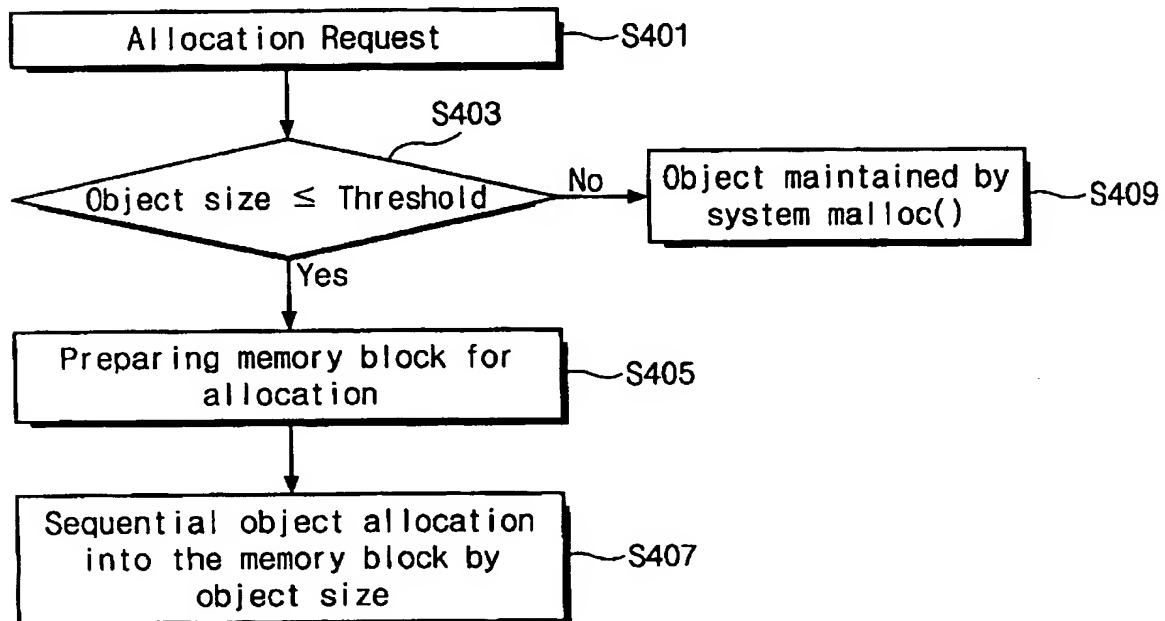 Allocation Request
S401
S403
Object size ≤ Threshold
No
Object maintained by
system malloc()
S409
Yes
Preparing memory block for
allocation
S405
Sequential object allocation
into the memory block by
object size
S407